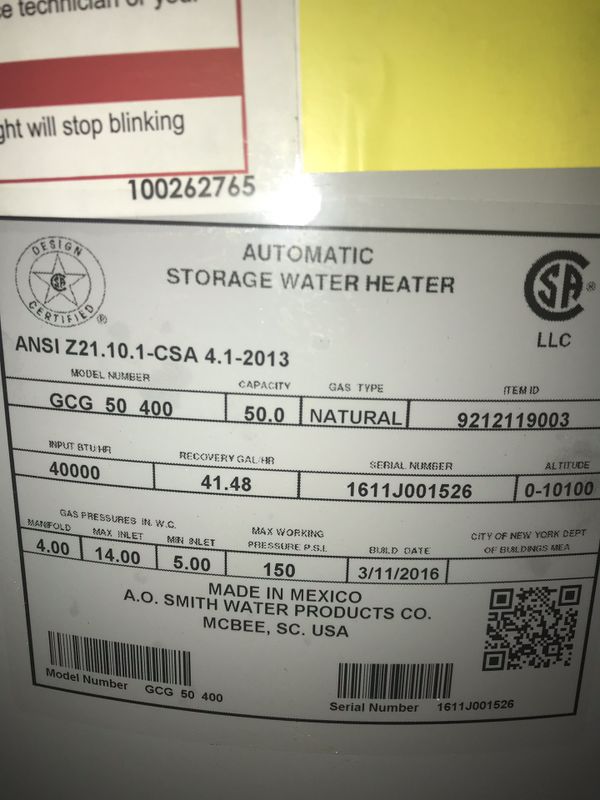 ce technician or your
ght will stop blinking
100262765
DESIGN
CSA
CERTIFIED ®
AUTOMATIC
STORAGE WATER HEATER
CSA ®
LLC
ANSI Z21.10.1-CSA 4.1-2013
MODEL NUMBER CAPACITY GAS TYPE ITEM ID
GCG 50 400 50.0 NATURAL 9212119003
INPUT BTU/HR RECOVERY GAL/HR SERIAL NUMBER ALTITUDE
40000 41.48 1611J001526 0-10100
GAS PRESSURES IN. W.C.
MANIFOLD MAX INLET MIN INLET MAX WORKING PRESSURE P.S.I. BUILD DATE CITY OF NEW YORK DEPT OF BUILDINGS MEA
4.00 14.00 5.00 150 3/11/2016
MADE IN MEXICO
A.O. SMITH WATER PRODUCTS CO.
MCBEE, SC. USA
Model Number GCG 50 400
Serial Number 1611J001526